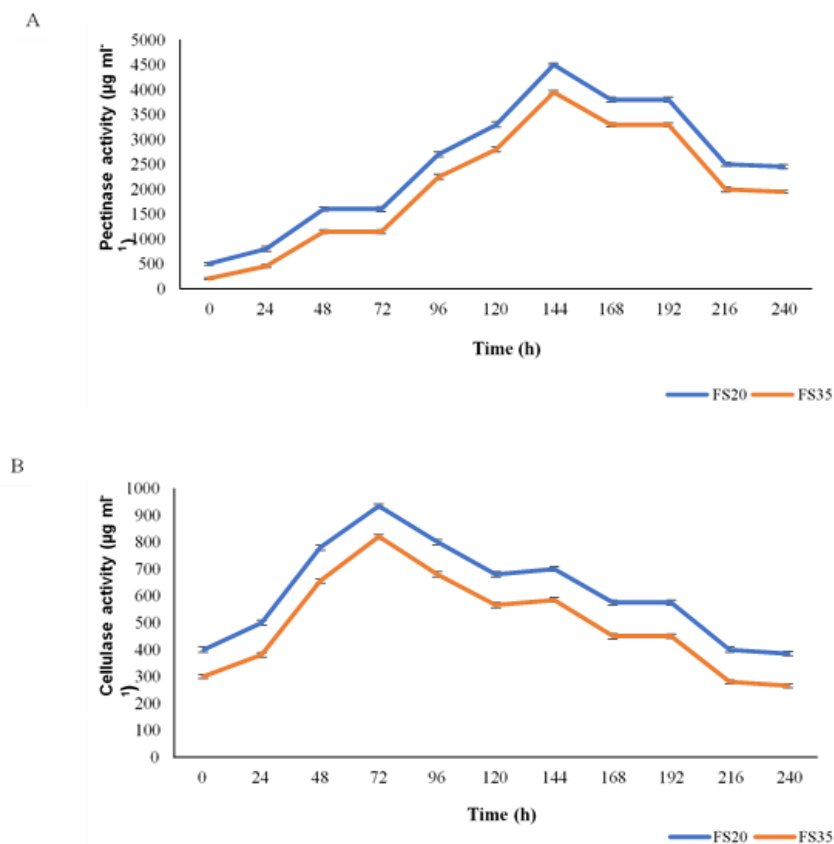 A
Pectinase activity (µg ml⁻
¹)
5000
4500
4000
3500
3000
2500
2000
1500
1000
500
0
0 24 48 72 96 120 144 168 192 216 240
Time (h)
FS20 FS35
B
Cellulase activity (µg ml⁻
¹)
1000
900
800
700
600
500
400
300
200
100
0
0 24 48 72 96 120 144 168 192 216 240
Time (h)
FS20 FS35